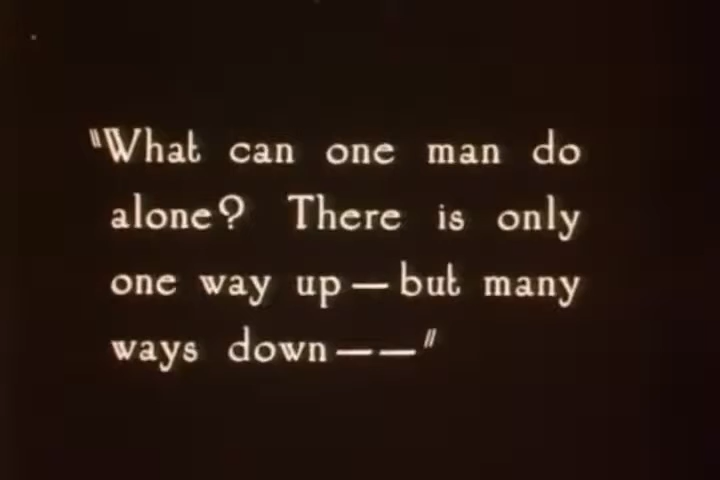 "What can one man do
alone? There is only
one way up — but many
ways down — —"